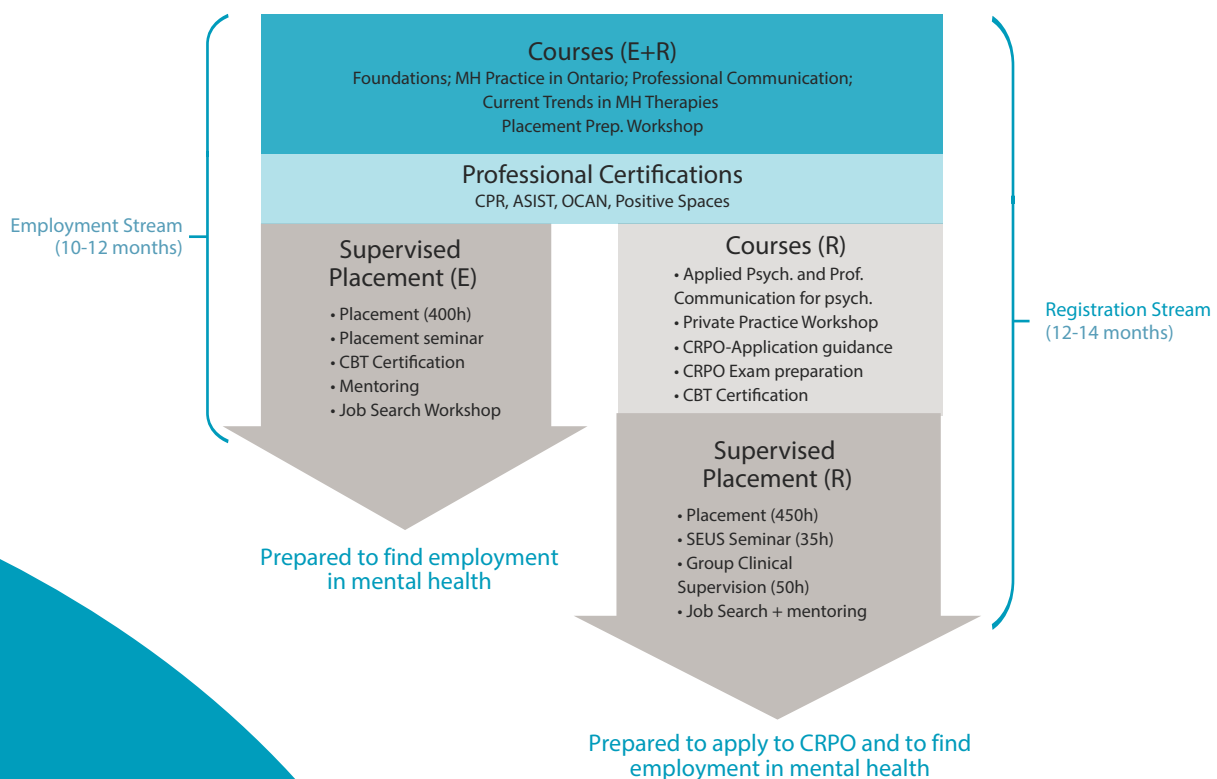 Courses (E+R)
Foundations; MH Practice in Ontario; Professional Communication;
Current Trends in MH Therapies
Placement Prep. Workshop
Professional Certifications
CPR, ASIST, OCAN, Positive Spaces
Employment Stream
(10-12 months)
Supervised
Placement (E)
• Placement (400h)
• Placement seminar
• CBT Certification
• Mentoring
• Job Search Workshop
Prepared to find employment
in mental health
Courses (R)
• Applied Psych. and Prof.
Communication for psych.
• Private Practice Workshop
• CRPO-Application guidance
• CRPO Exam preparation
• CBT Certification
Registration Stream
(12-14 months)
Supervised
Placement (R)
• Placement (450h)
• SEUS Seminar (35h)
• Group Clinical
Supervision (50h)
• Job Search + mentoring
Prepared to apply to CRPO and to find
employment in mental health